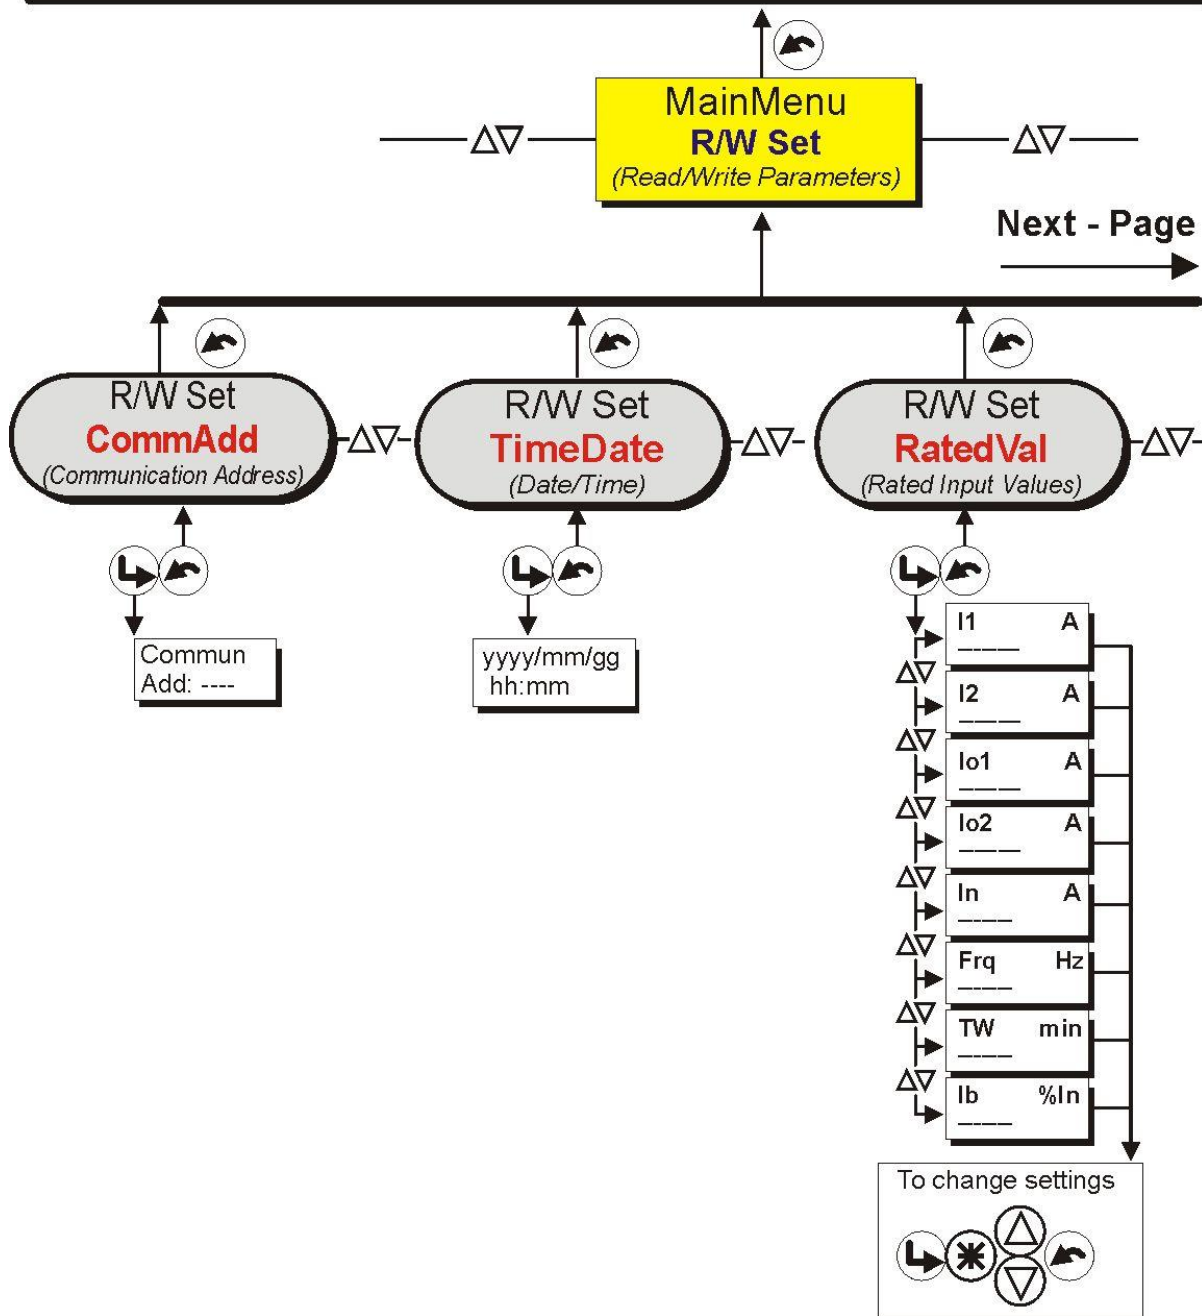 MainMenu
R/W Set
(Read/Write Parameters)
Next - Page
R/W Set
CommAdd
(Communication Address)
R/W Set
TimeDate
(Date/Time)
R/W Set
RatedVal
(Rated Input Values)
Commun
Add: ----
yyyy/mm/gg
hh:mm
I1 A
-----
I2 A
-----
Io1 A
-----
Io2 A
-----
In A
-----
Frq Hz
-----
TW min
-----
Ib %In
-----
To change settings